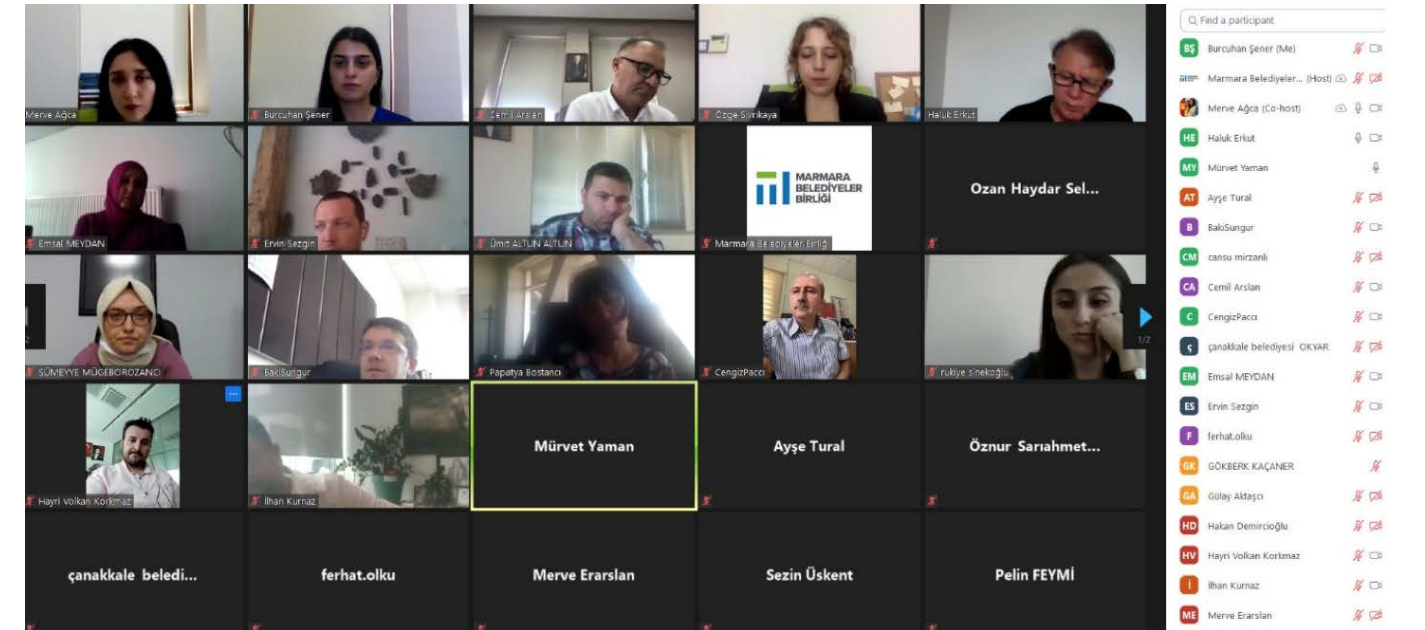 Merve Ağca
Burcuhan Şener
Cemil Arslan
Özge Sivrikaya
Haluk Erkut
Emsal MEYDAN
Ervin Sezgin
Ümit ALTUN ALTUN
MARMARA
BELEDİYELER
BİRLİĞİ
Marmara Belediyeler Birliği
Ozan Haydar Sel...
SÜMEYYE MÜGEBOROZANCI
BakiSungur
Papatya Bostancı
CengizPaccı
rukiye sinekoğlu
1/2
Hayri Volkan Korkmaz
İlhan Kurnaz
Mürvet Yaman
Ayşe Tural
Öznur Sarıahmet...
çanakkale beledi...
ferhat.olku
Merve Erarslan
Sezin Üskent
Pelin FEYMİ
Find a participant
BŞ Burcuhan Şener (Me)
Marmara Belediyeler... (Host)
Merve Ağca (Co-host)
HE Haluk Erkut
MY Mürvet Yaman
AT Ayşe Tural
B BakiSungur
CM cansu mirzanlı
CA Cemil Arslan
C CengizPaccı
ç çanakkale belediyesi OKYAR
EM Emsal MEYDAN
ES Ervin Sezgin
F ferhat.olku
GK GÖKBERK KAÇANER
GA Gülay Aktaşcı
HD Hakan Demircioğlu
HV Hayri Volkan Korkmaz
İ İlhan Kurnaz
ME Merve Erarslan